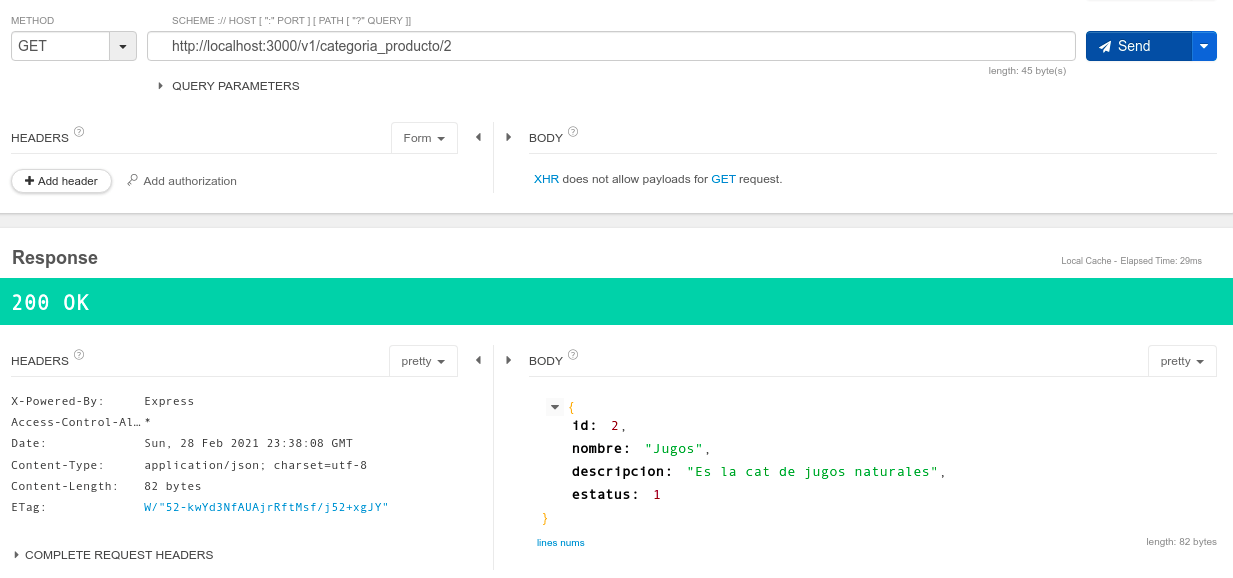 METHOD
SCHEME :// HOST [ ":" PORT ] [ PATH [ "?" QUERY ]]
GET
http://localhost:3000/v1/categoria_producto/2
Send
length: 45 byte(s)
QUERY PARAMETERS
HEADERS ?
Form
BODY ?
Add header
Add authorization
XHR does not allow payloads for GET request.
Response
Local Cache - Elapsed Time: 29ms
200 OK
HEADERS ?
pretty
BODY ?
pretty
X-Powered-By: Express
Access-Control-Al… *
Date: Sun, 28 Feb 2021 23:38:08 GMT
Content-Type: application/json; charset=utf-8
Content-Length: 82 bytes
ETag: W/"52-kwYd3NfAUAjrRftMsf/j52+xgJY"
COMPLETE REQUEST HEADERS
{
id: 2,
nombre: "Jugos",
descripcion: "Es la cat de jugos naturales",
estatus: 1
}
lines nums
length: 82 bytes